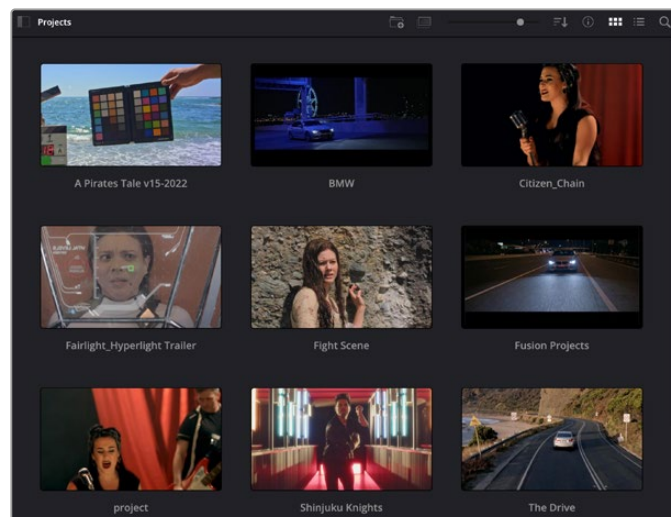 Projects
A Pirates Tale v15-2022
BMW
Citizen_Chain
Fairlight_Hyperlight Trailer
Fight Scene
Fusion Projects
project
Shinjuku Knights
The Drive